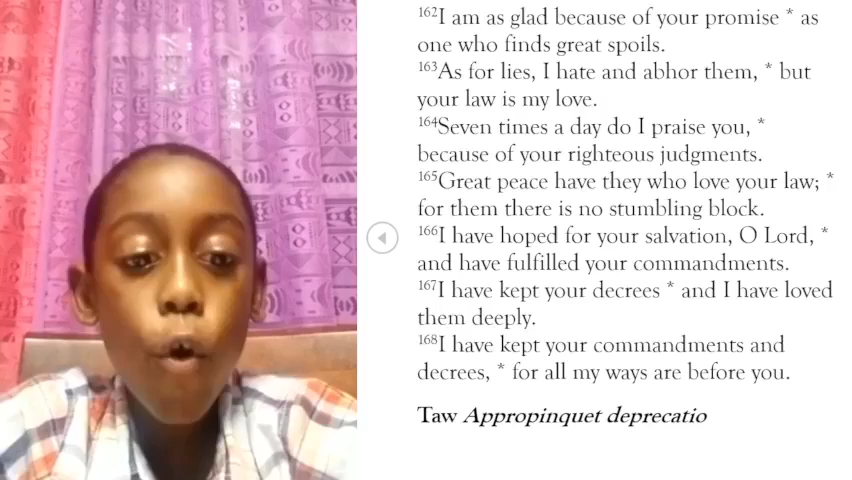 ¹⁶²I am as glad because of your promise * as
one who finds great spoils.
¹⁶³As for lies, I hate and abhor them, * but
your law is my love.
¹⁶⁴Seven times a day do I praise you, *
because of your righteous judgments.
¹⁶⁵Great peace have they who love your law; *
for them there is no stumbling block.
¹⁶⁶I have hoped for your salvation, O Lord, *
and have fulfilled your commandments.
¹⁶⁷I have kept your decrees * and I have loved
them deeply.
¹⁶⁸I have kept your commandments and
decrees, * for all my ways are before you.
Taw Appropinquet deprecatio